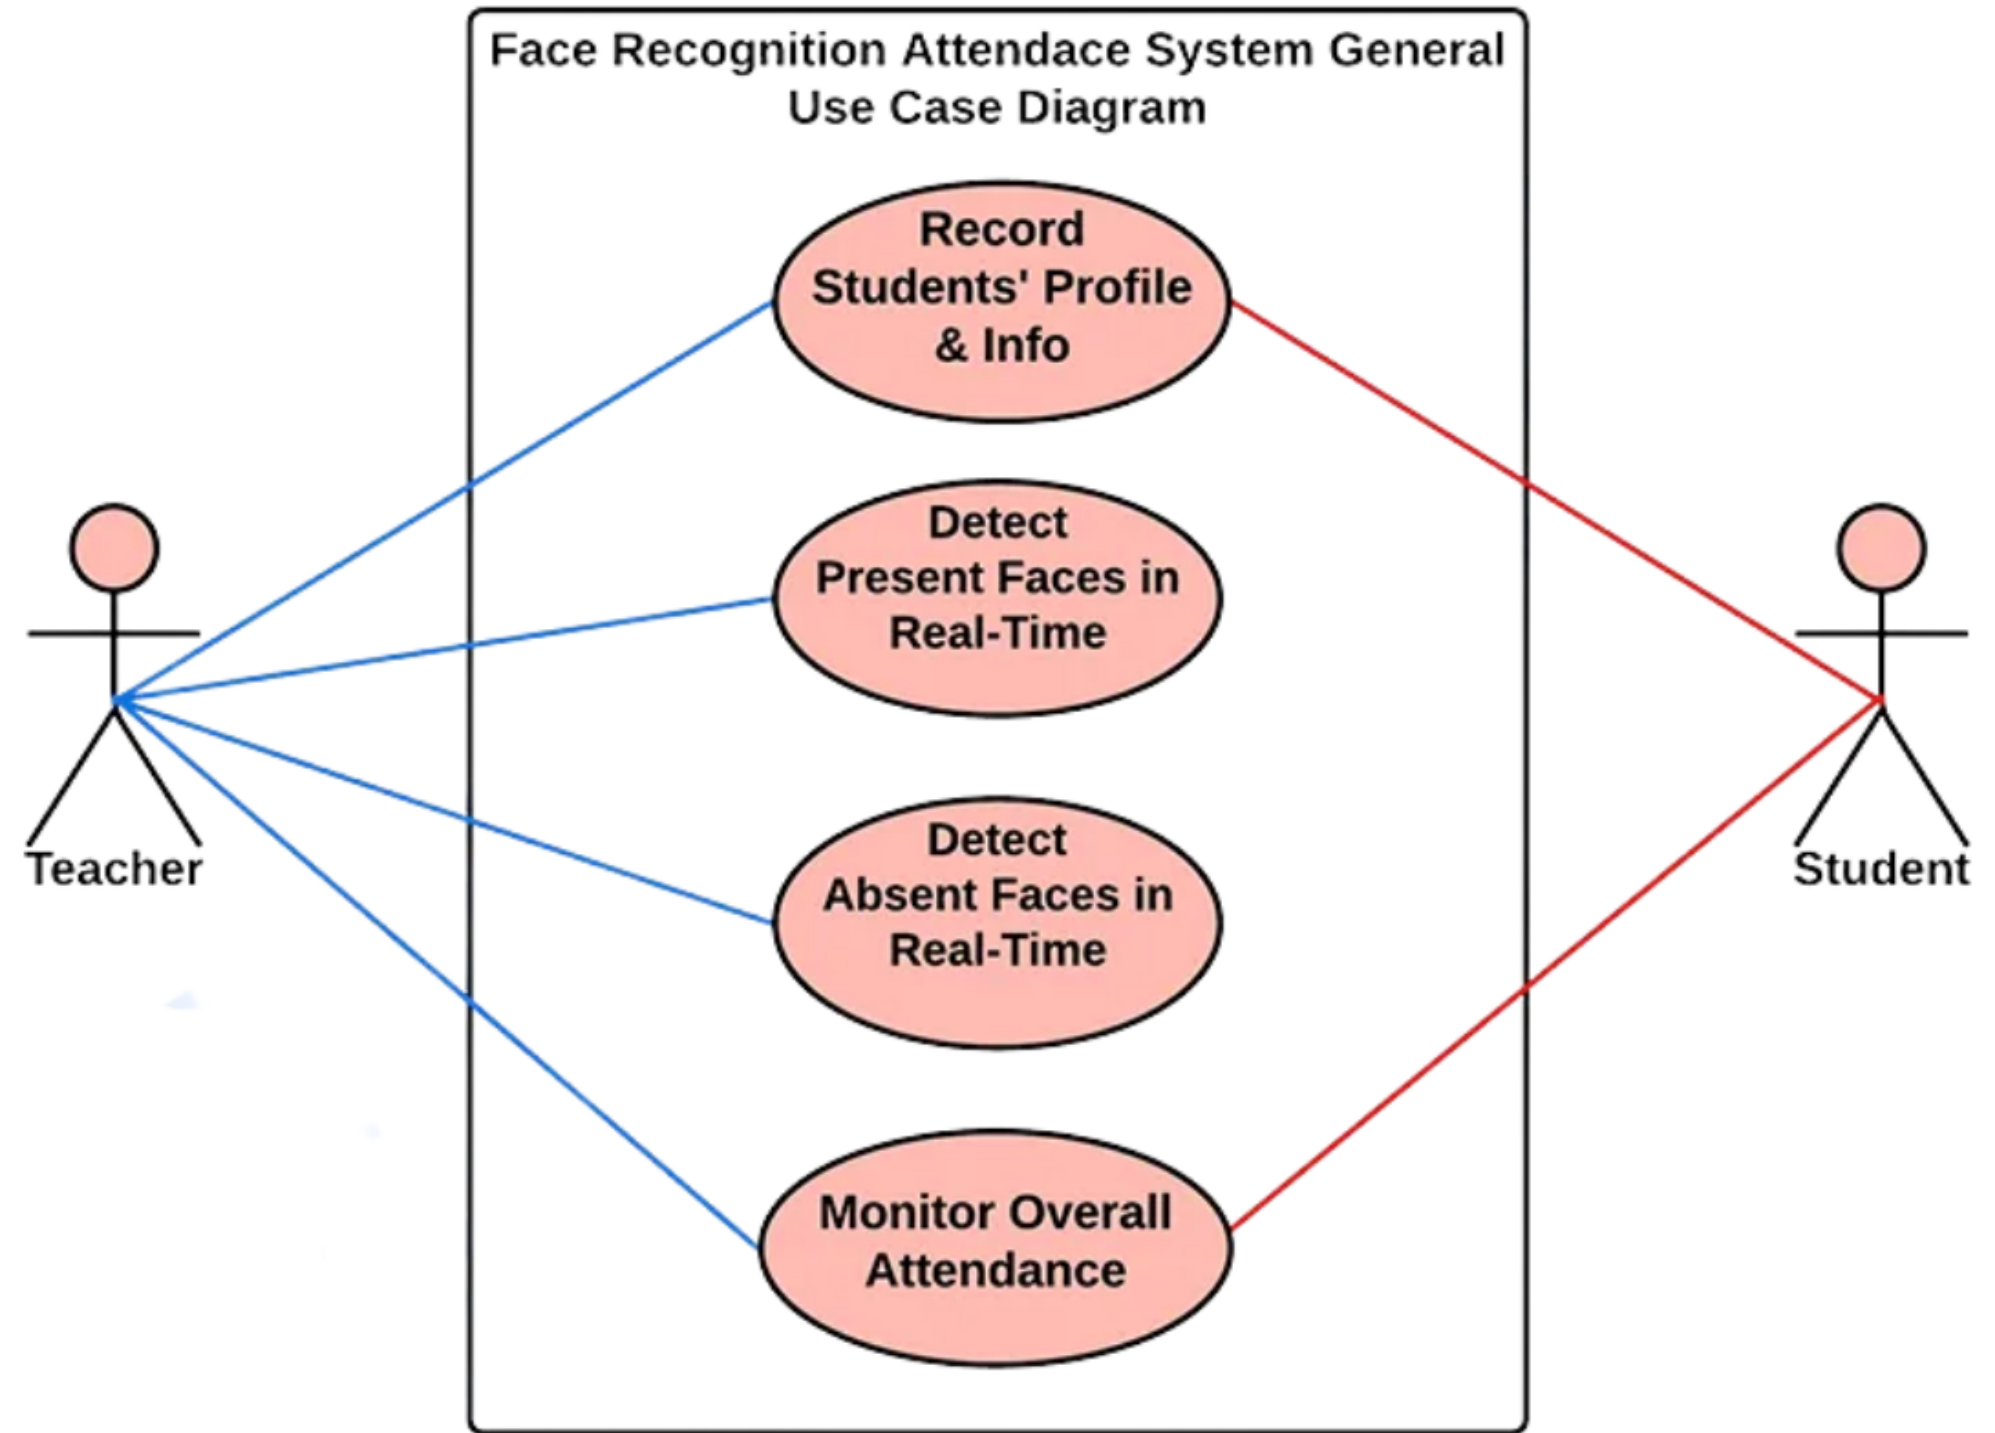 Face Recognition Attendace System General
Use Case Diagram
Record
Students' Profile
& Info
Detect
Present Faces in
Real-Time
Detect
Absent Faces in
Real-Time
Monitor Overall
Attendance
Teacher
Student